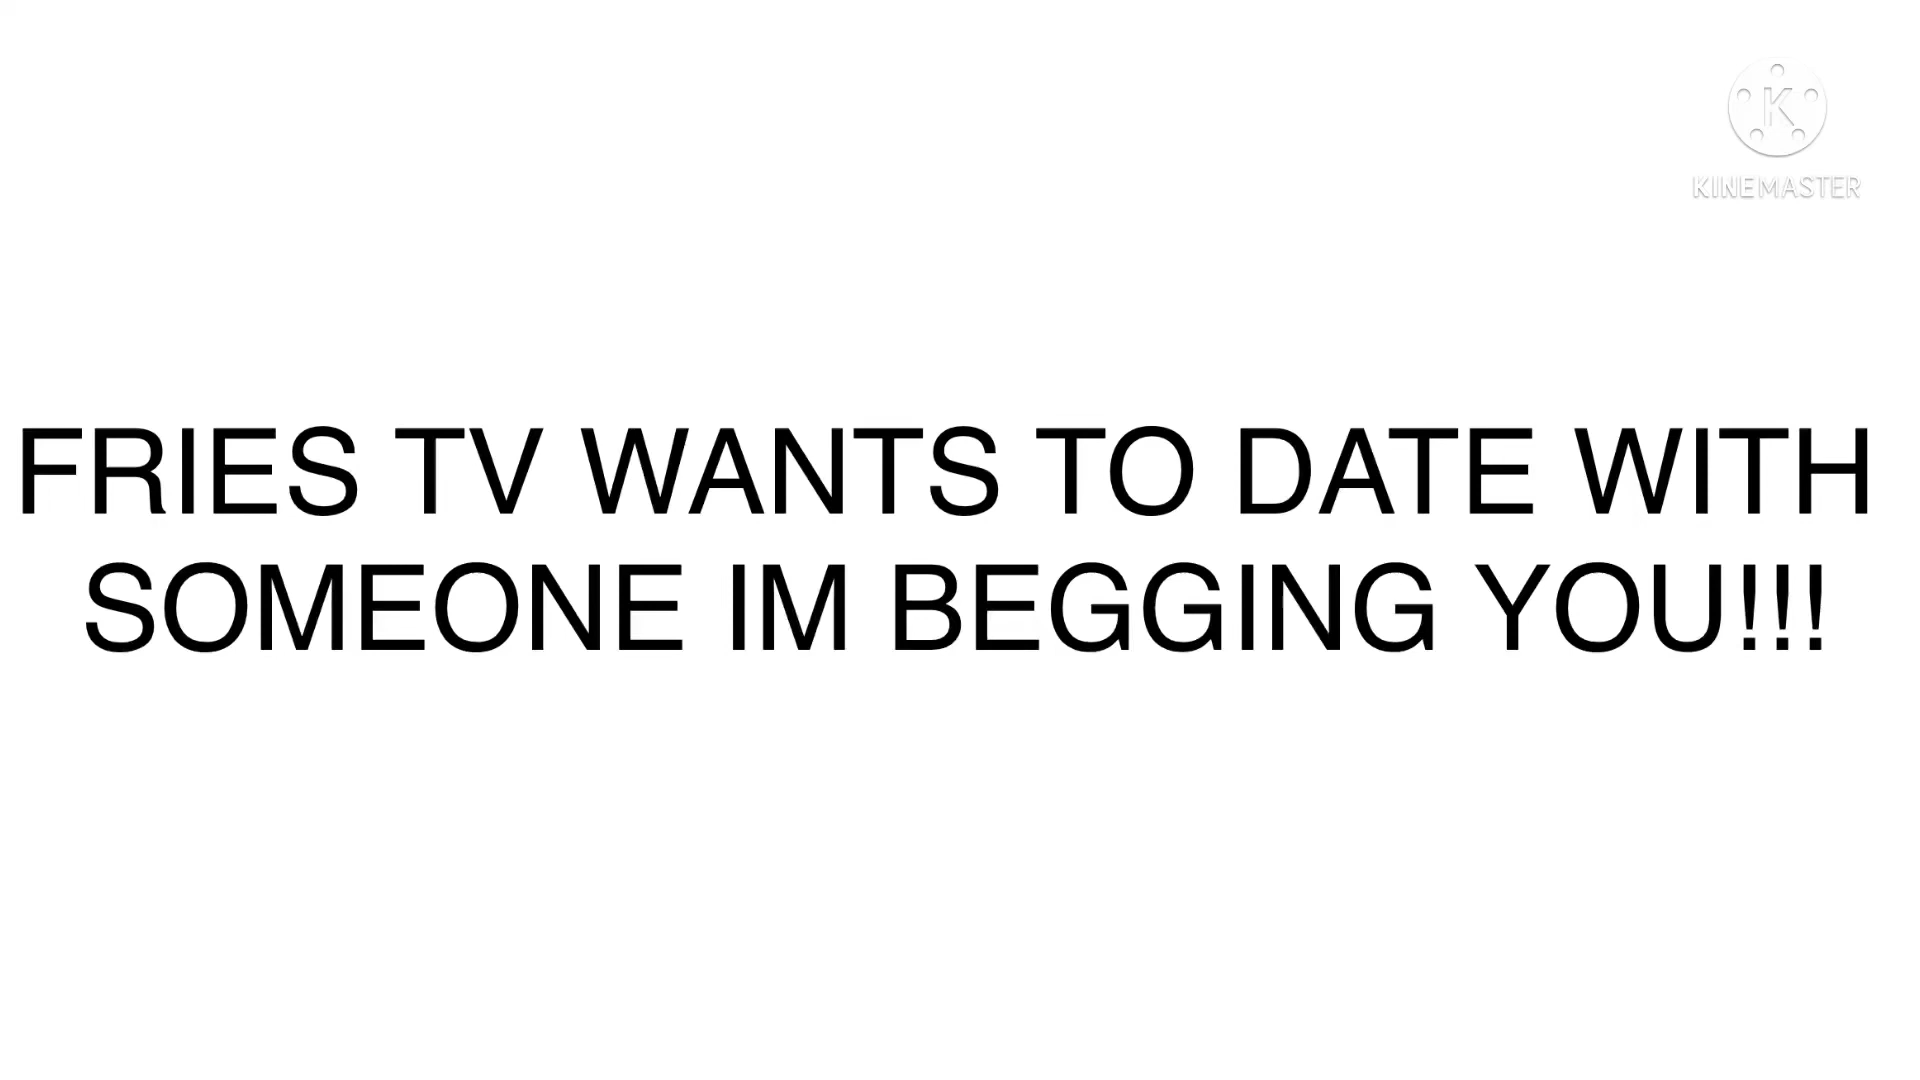 K
KINEMASTER
FRIES TV WANTS TO DATE WITH
SOMEONE IM BEGGING YOU!!!